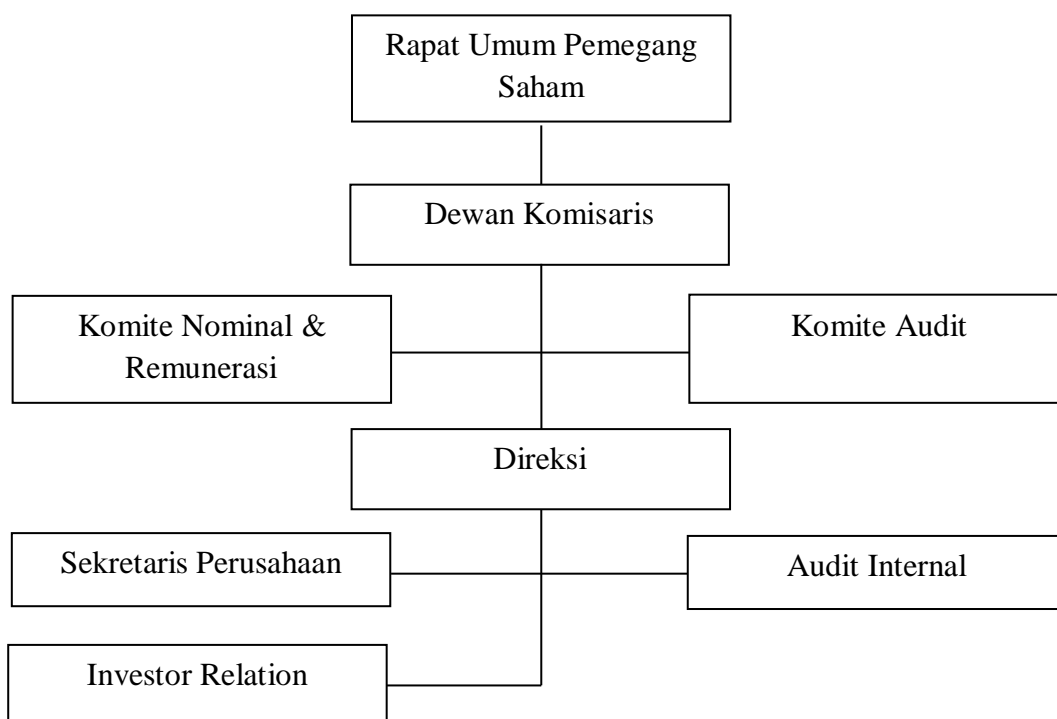 Rapat Umum Pemegang
Saham
Dewan Komisaris
Komite Nominal &
Remunerasi
Komite Audit
Direksi
Sekretaris Perusahaan
Audit Internal
Investor Relation